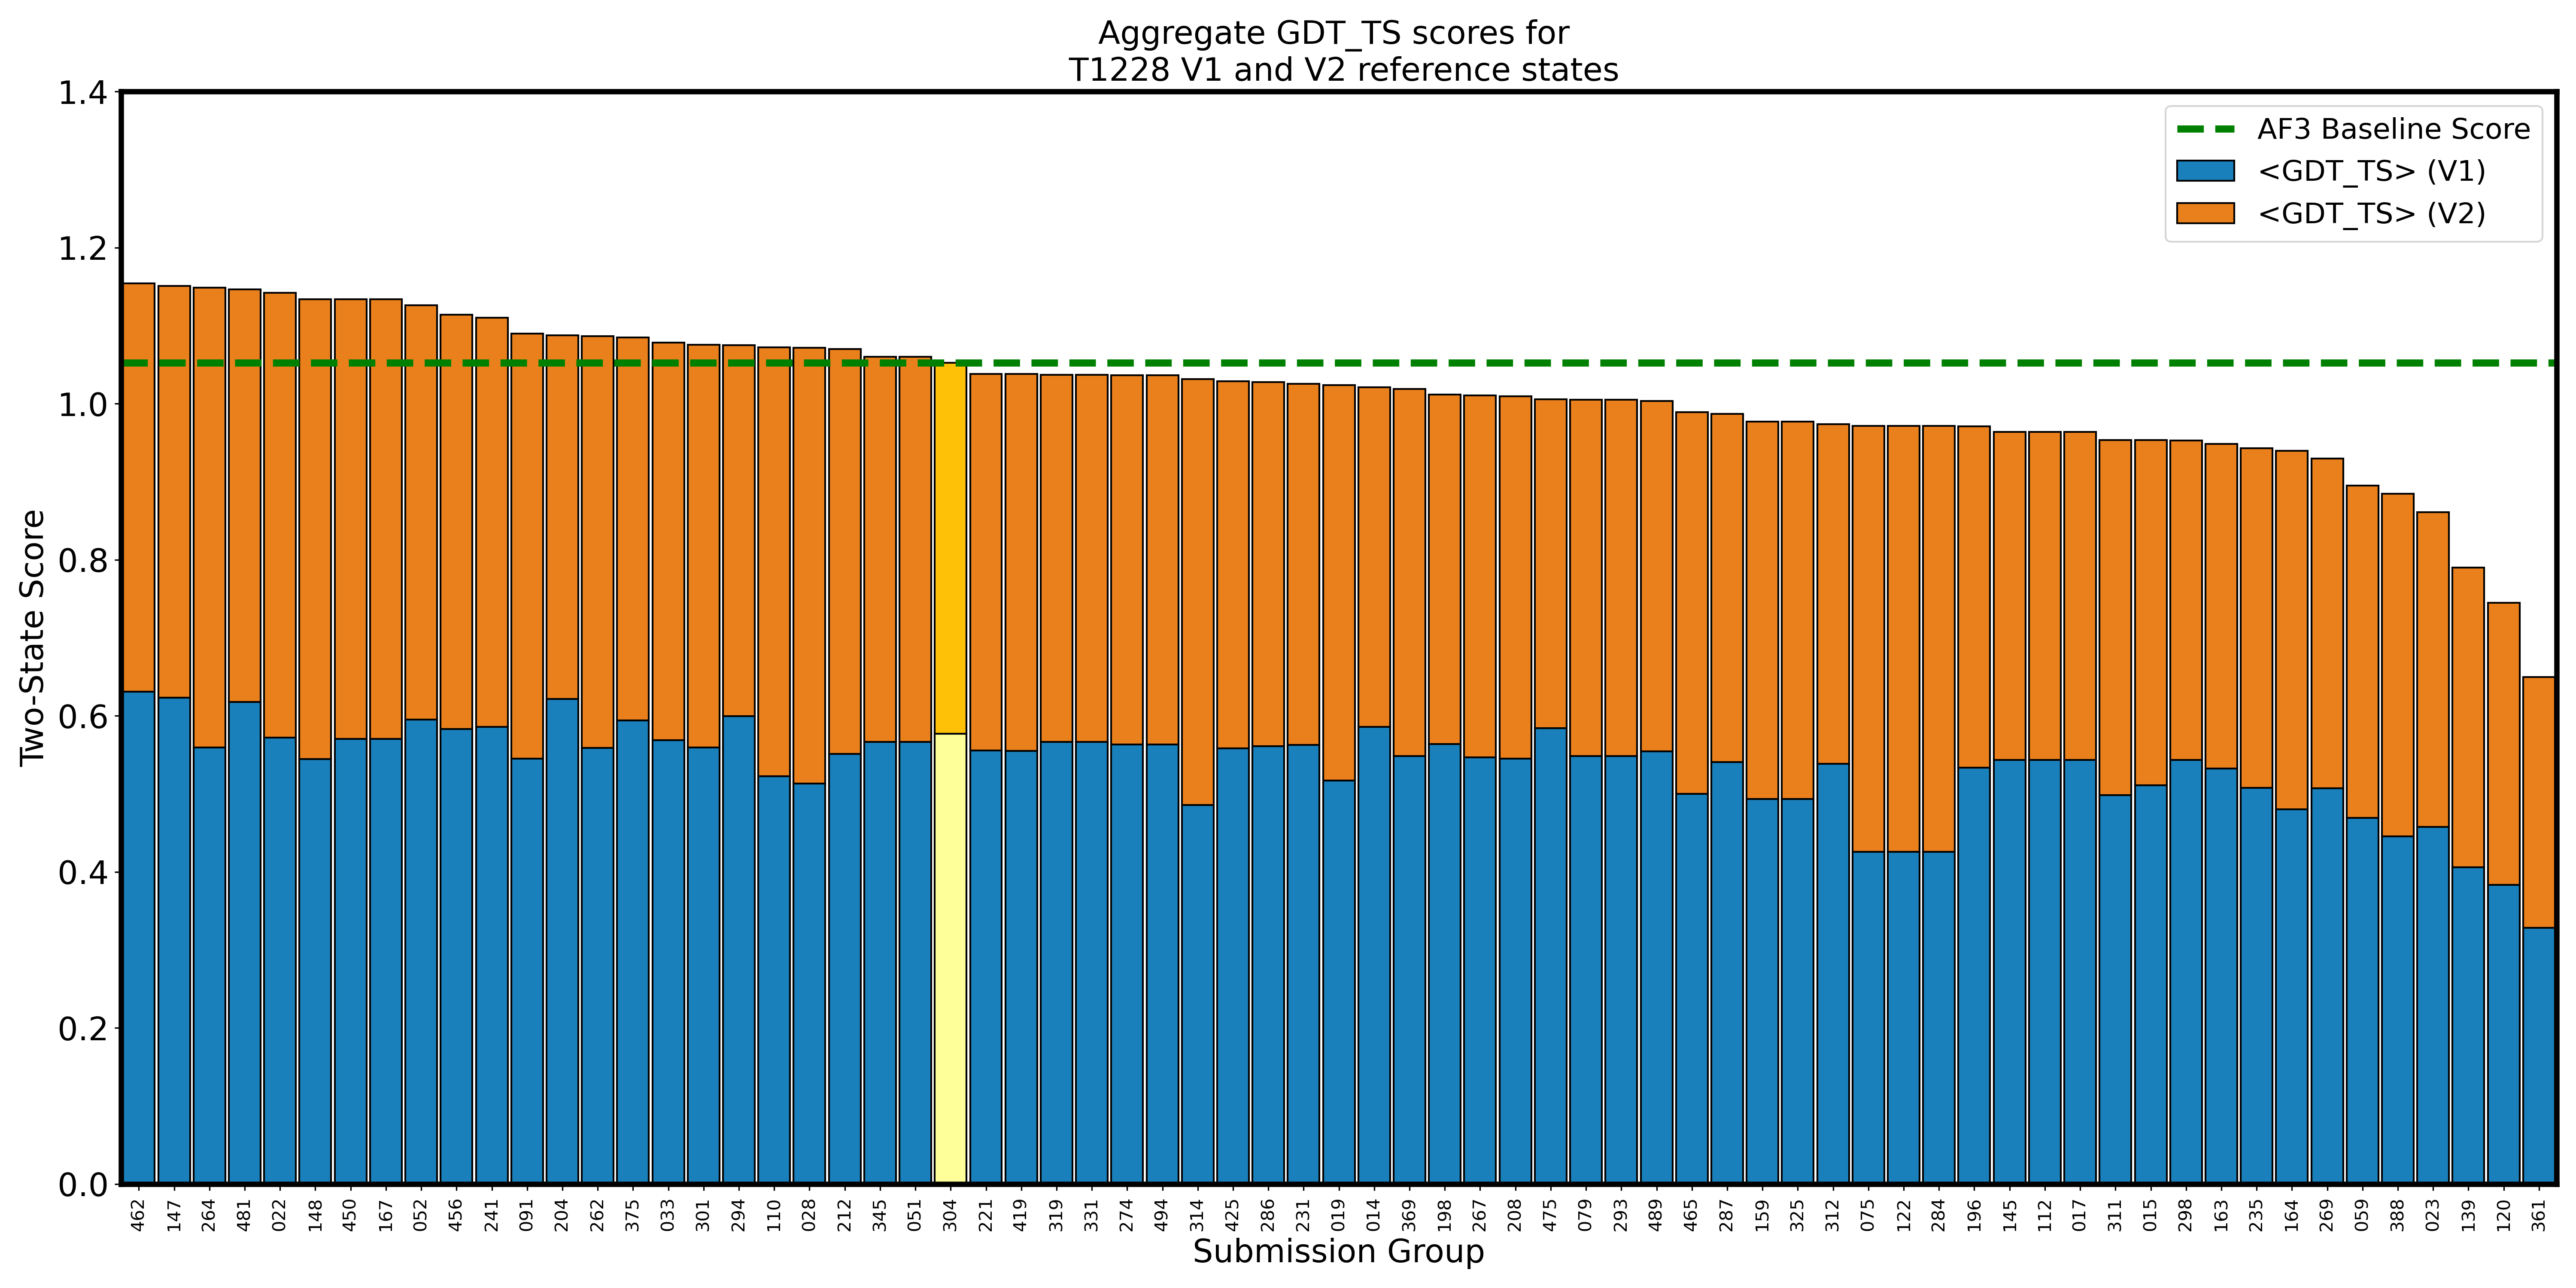 Aggregate GDT_TS scores for
T1228 V1 and V2 reference states
1.4
1.2
1.0
0.8
0.6
0.4
0.2
0.0
Two-State Score
AF3 Baseline Score
<GDT_TS> (V1)
<GDT_TS> (V2)
462 147 264 481 022 148 450 167 052 456 241 091 204 262 375 033 301 294 110 028 212 345 051 304 221 419 319 331 274 494 314 425 286 231 019 014 369 198 267 208 475 079 293 489 465 287 159 325 312 075 122 284 196 145 112 017 311 015 298 163 235 164 269 059 388 023 139 120 361
Submission Group